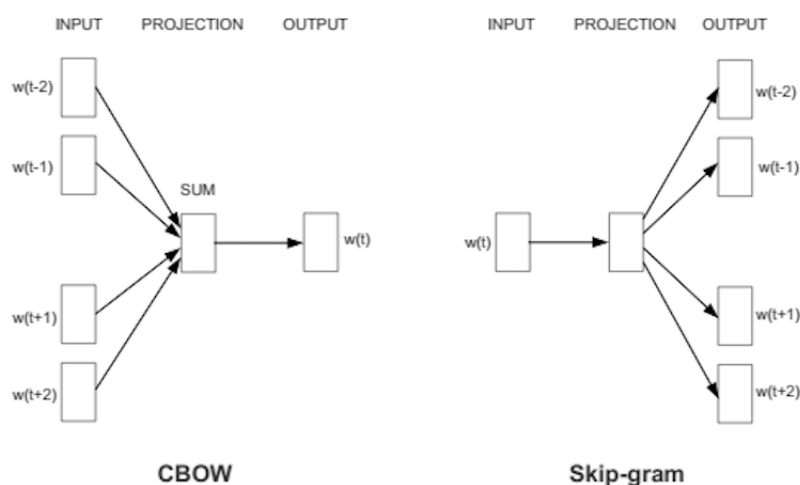 INPUT PROJECTION OUTPUT
w(t-2)
w(t-1)
SUM
w(t)
w(t+1)
w(t+2)
CBOW
INPUT PROJECTION OUTPUT
w(t-2)
w(t-1)
w(t)
w(t+1)
w(t+2)
Skip-gram